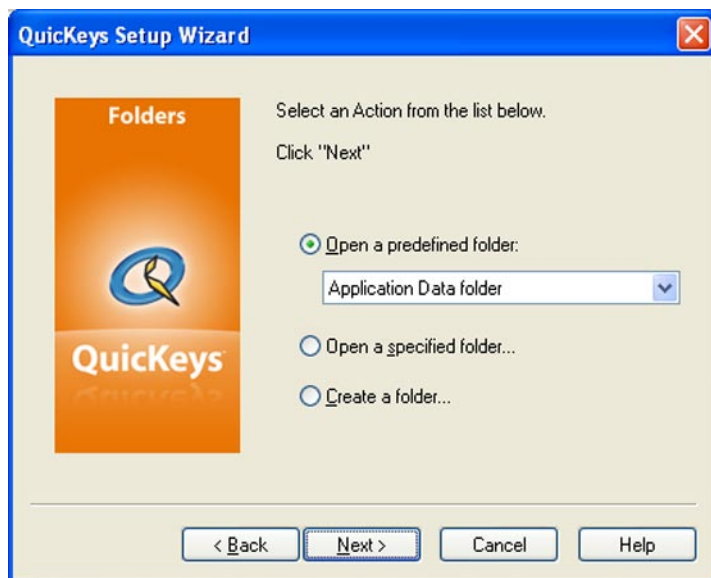 QuicKeys Setup Wizard
Folders
QuicKeys
Select an Action from the list below.
Click "Next"
Open a predefined folder:
Application Data folder
Open a specified folder...
Create a folder...
< Back
Next >
Cancel
Help